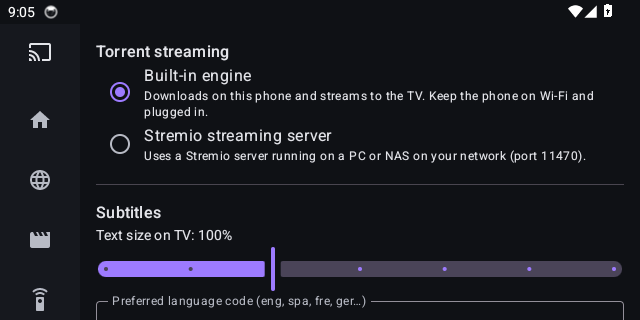 9:05
Torrent streaming
Built-in engine
Downloads on this phone and streams to the TV. Keep the phone on Wi-Fi and
plugged in.
Stremio streaming server
Uses a Stremio server running on a PC or NAS on your network (port 11470).
Subtitles
Text size on TV: 100%
Preferred language code (eng, spa, fre, ger…)